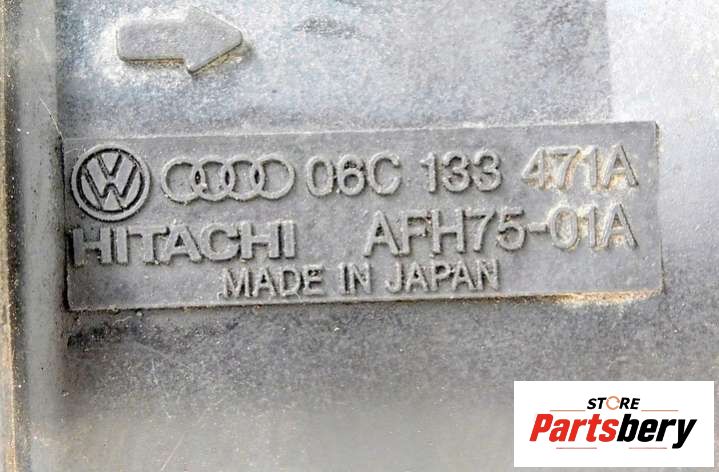 06C 133 471A
HITACHI AFH75-01A
MADE IN JAPAN
STORE
Partsbery